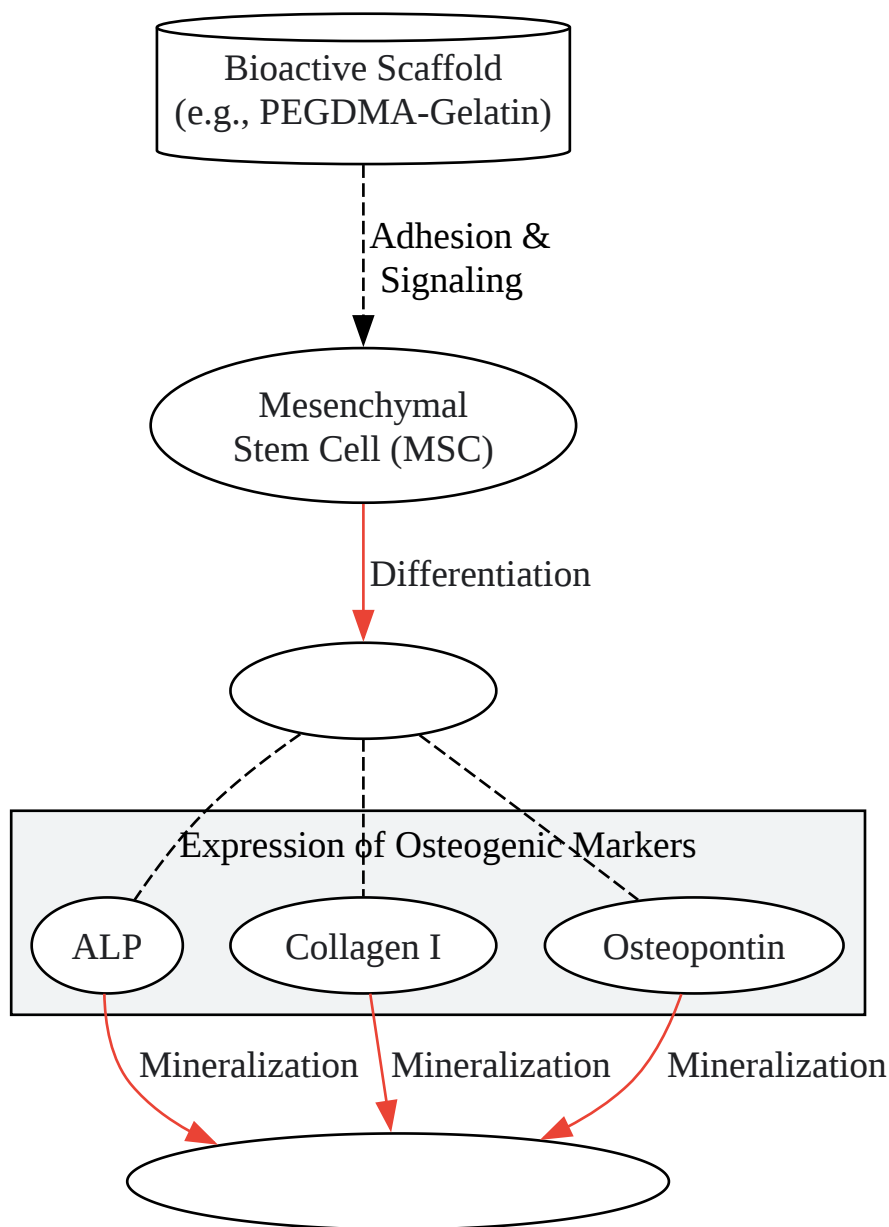 Bioactive Scaffold
(e.g., PEGDMA-Gelatin)
Adhesion &
Signaling
Mesenchymal
Stem Cell (MSC)
Differentiation
Expression of Osteogenic Markers
ALP
Collagen I
Osteopontin
Mineralization
Mineralization
Mineralization